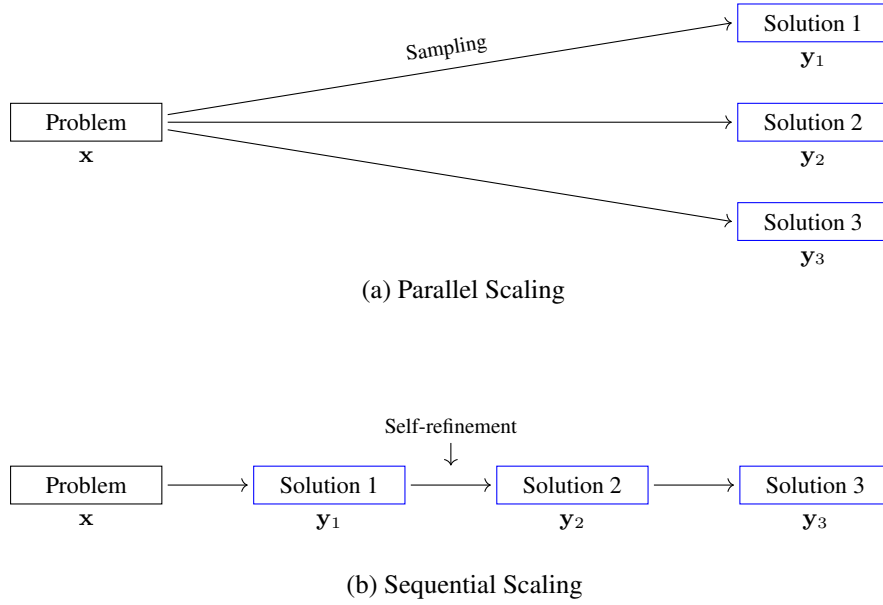 Solution 1
Sampling
y₁
Problem
Solution 2
x
y₂
Solution 3
y₃
(a) Parallel Scaling
Self-refinement
Problem
Solution 1
Solution 2
Solution 3
x
y₁
y₂
y₃
(b) Sequential Scaling